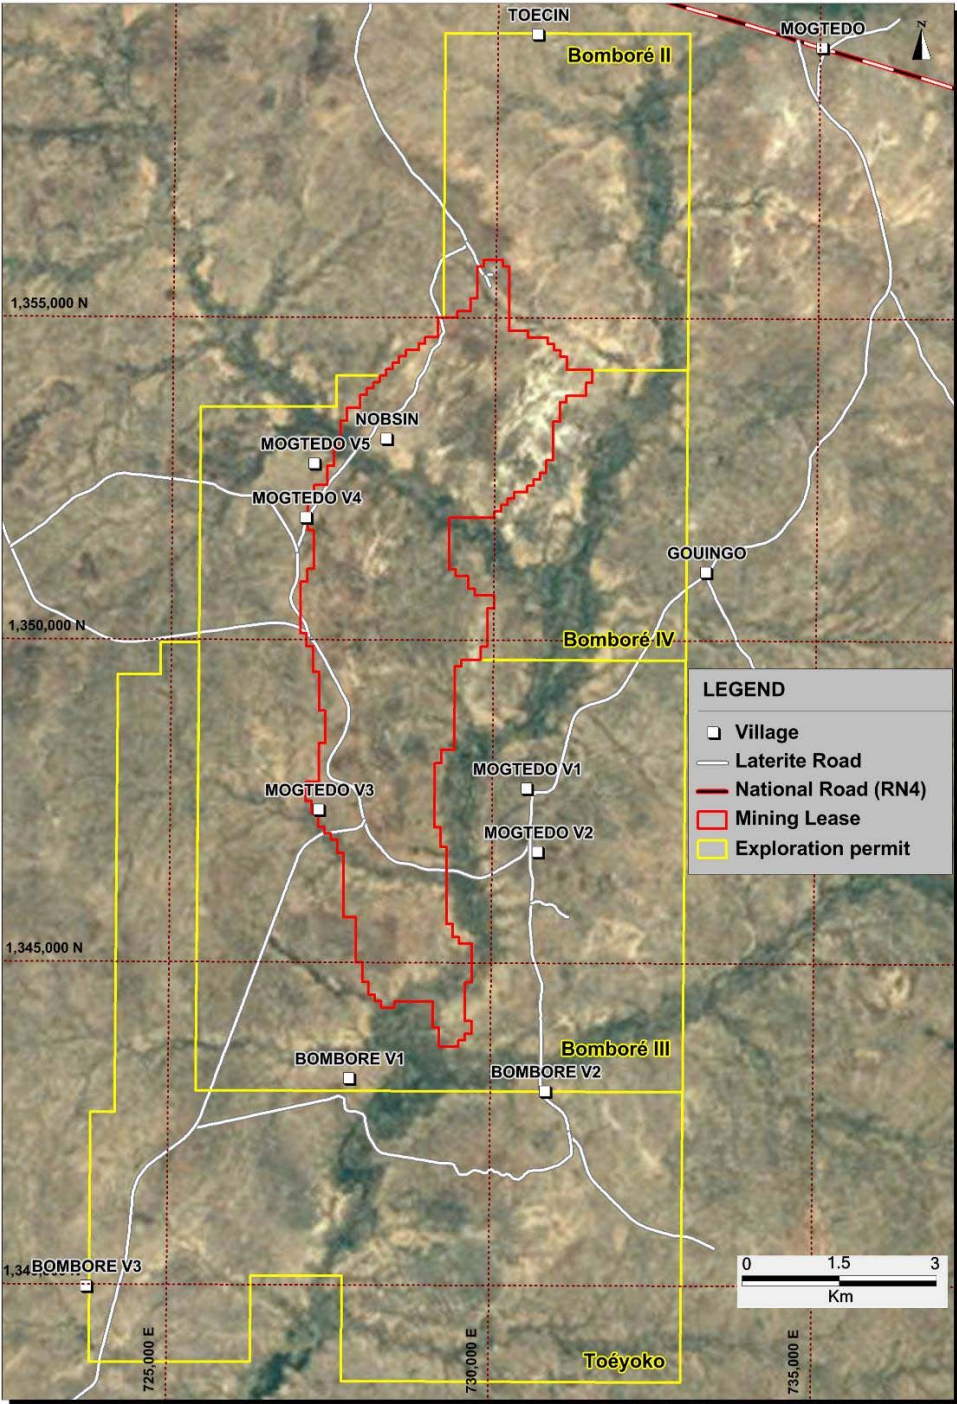 TOECIN
MOGTEDO
N
Bomboré II
1,355,000 N
NOBSIN
MOGTEDO V5
MOGTEDO V4
GOUINGO
1,350,000 N
Bomboré IV
LEGEND
Village
Laterite Road
National Road (RN4)
Mining Lease
Exploration permit
MOGTEDO V1
MOGTEDO V3
MOGTEDO V2
1,345,000 N
Bomboré III
BOMBORE V1
BOMBORE V2
BOMBORE V3
0 1.5 3
Km
725,000 E
730,000 E
735,000 E
Toéyoko